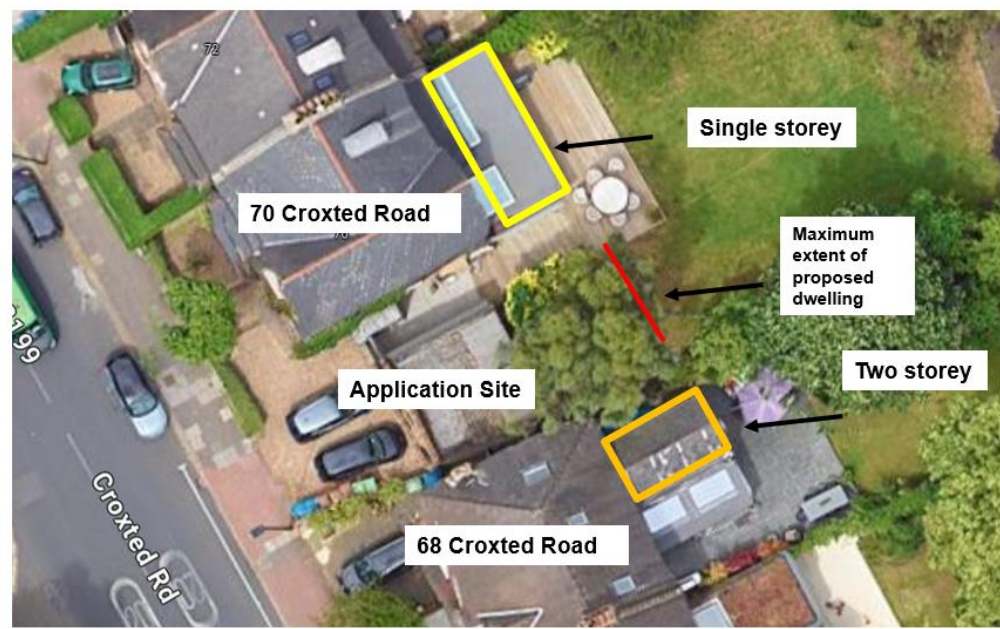 72
Single storey
70 Croxted Road
Maximum
extent of
proposed
dwelling
Two storey
Application Site
68 Croxted Road
Croxted Rd